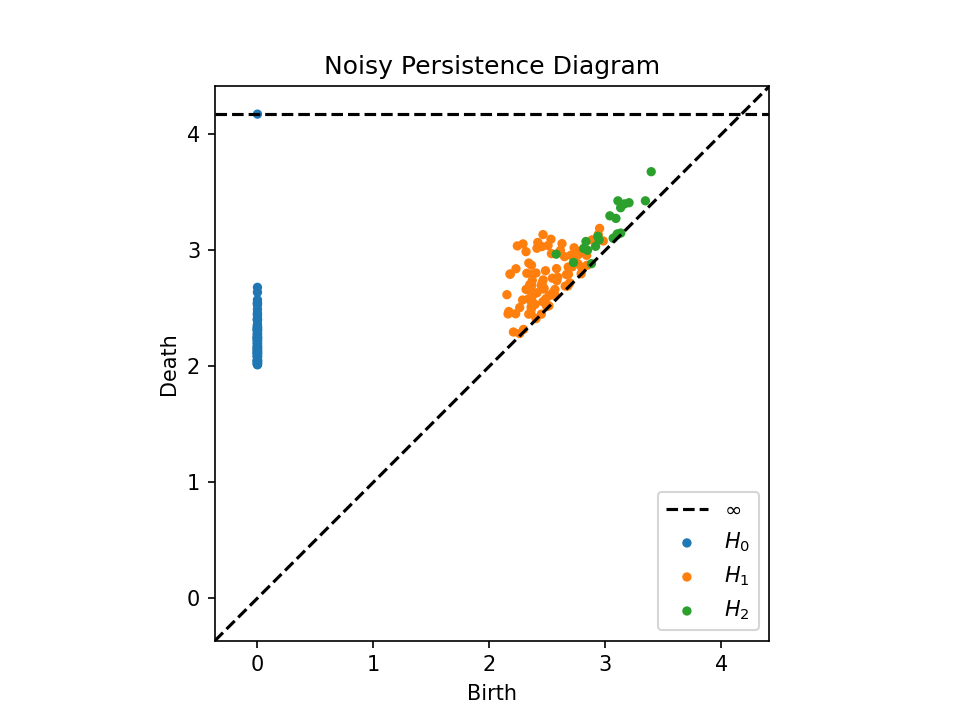 Noisy Persistence Diagram
4
3
2
1
0
Death
0 1 2 3 4
Birth
∞
H₀
H₁
H₂